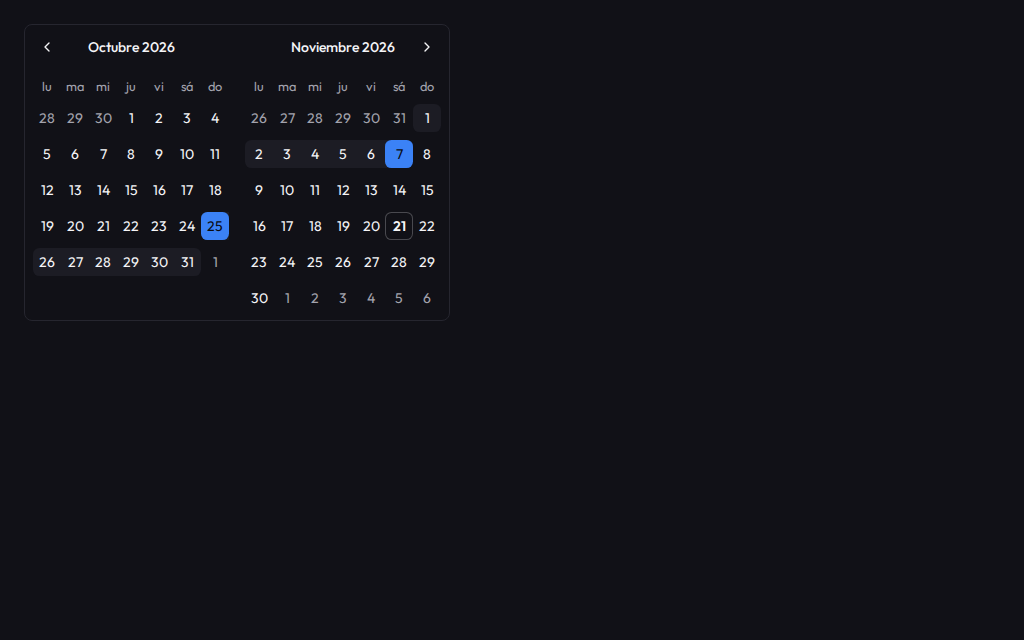 Octubre 2026
lu ma mi ju vi sá do
28 29 30 1 2 3 4
5 6 7 8 9 10 11
12 13 14 15 16 17 18
19 20 21 22 23 24 25
26 27 28 29 30 31 1
Noviembre 2026
lu ma mi ju vi sá do
26 27 28 29 30 31 1
2 3 4 5 6 7 8
9 10 11 12 13 14 15
16 17 18 19 20 21 22
23 24 25 26 27 28 29
30 1 2 3 4 5 6